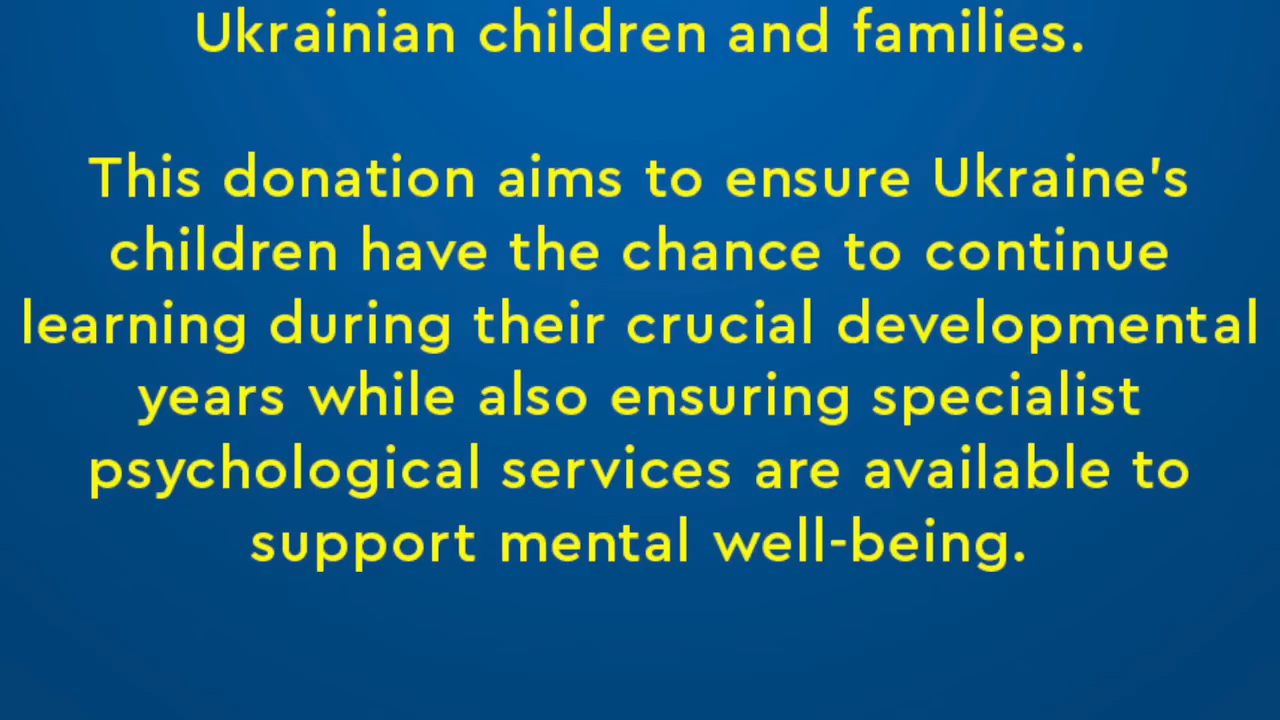 Ukrainian children and families.
This donation aims to ensure Ukraine's
children have the chance to continue
learning during their crucial developmental
years while also ensuring specialist
psychological services are available to
support mental well-being.